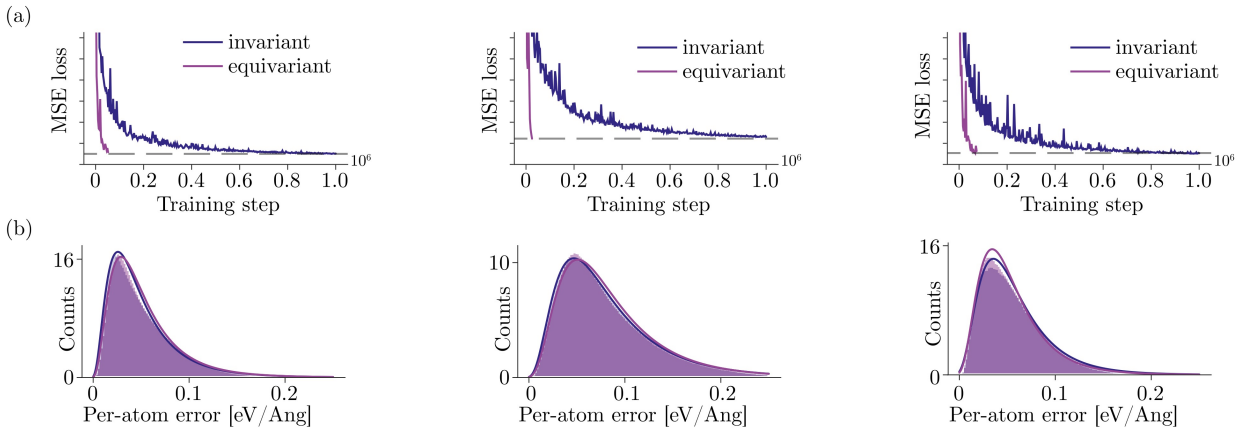 (a)
MSE loss
invariant
equivariant
10⁶
0 0.2 0.4 0.6 0.8 1.0
Training step
MSE loss
invariant
equivariant
10⁶
0 0.2 0.4 0.6 0.8 1.0
Training step
MSE loss
invariant
equivariant
10⁶
0 0.2 0.4 0.6 0.8 1.0
Training step
(b)
Counts
16
0
0 0.1 0.2
Per-atom error [eV/Ang]
Counts
10
0
0 0.1 0.2
Per-atom error [eV/Ang]
Counts
16
0
0 0.1 0.2
Per-atom error [eV/Ang]